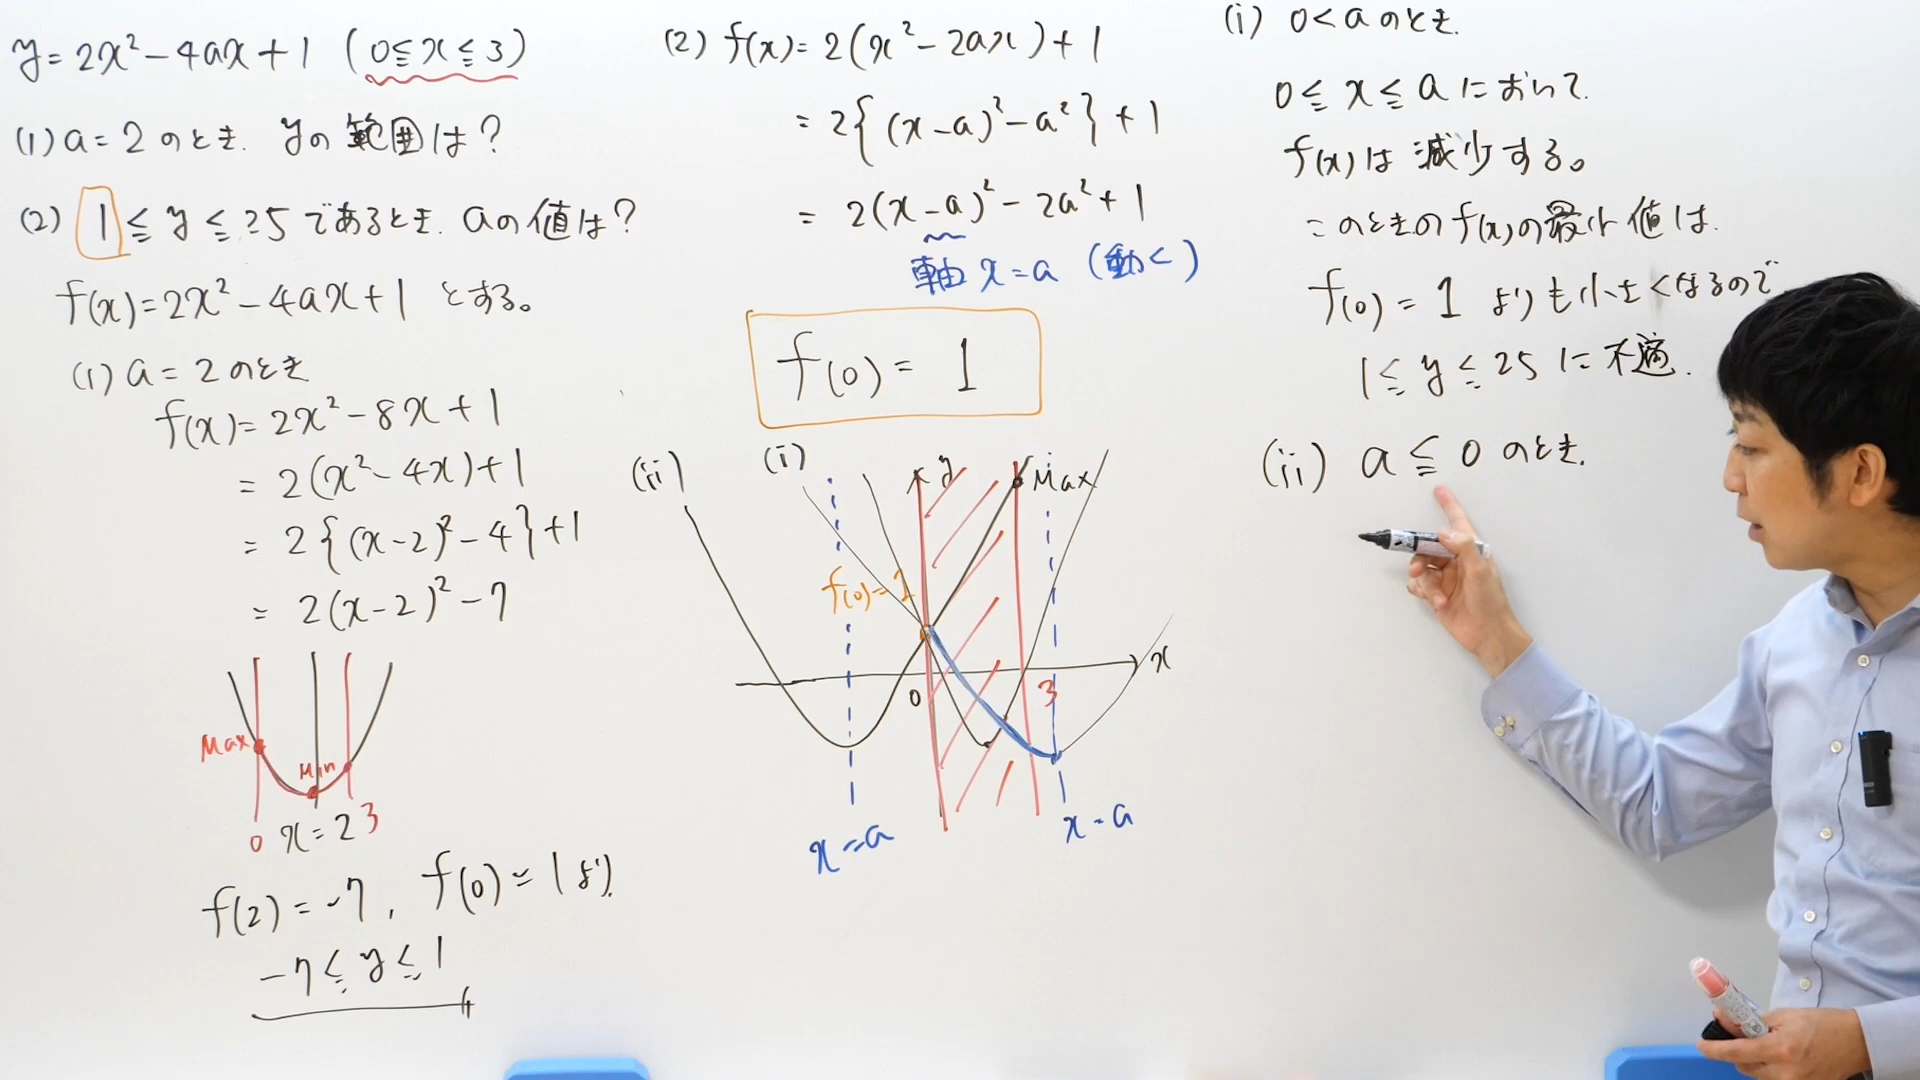 y=2x²-4ax+1 (0≦x≦3)
(1) a=2のとき. yの範囲は?
(2) 1≦y≦25であるとき. aの値は?
f(x)=2x²-4ax+1 とする。
(1) a=2のとき
f(x)=2x²-8x+1
=2(x²-4x)+1
=2{(x-2)²-4}+1
=2(x-2)²-7
Max
Min
0 x=2 3
f(2)=-7, f(0)=1より.
-7≦y≦1
(2) f(x)=2(x²-2ax)+1
=2{(x-a)²-a²}+1
=2(x-a)²-2a²+1
軸 x=a (動く)
f(0)=1
(ii) (i) y Max
f(0)=1
0 3 x
x=a x=a
(i) 0<aのとき.
0≦x≦aにおいて.
f(x)は減少する。
このときのf(x)の最小値は.
f(0)=1よりも小さくなるので
1≦y≦25に不適.
(ii) a≦0のとき.